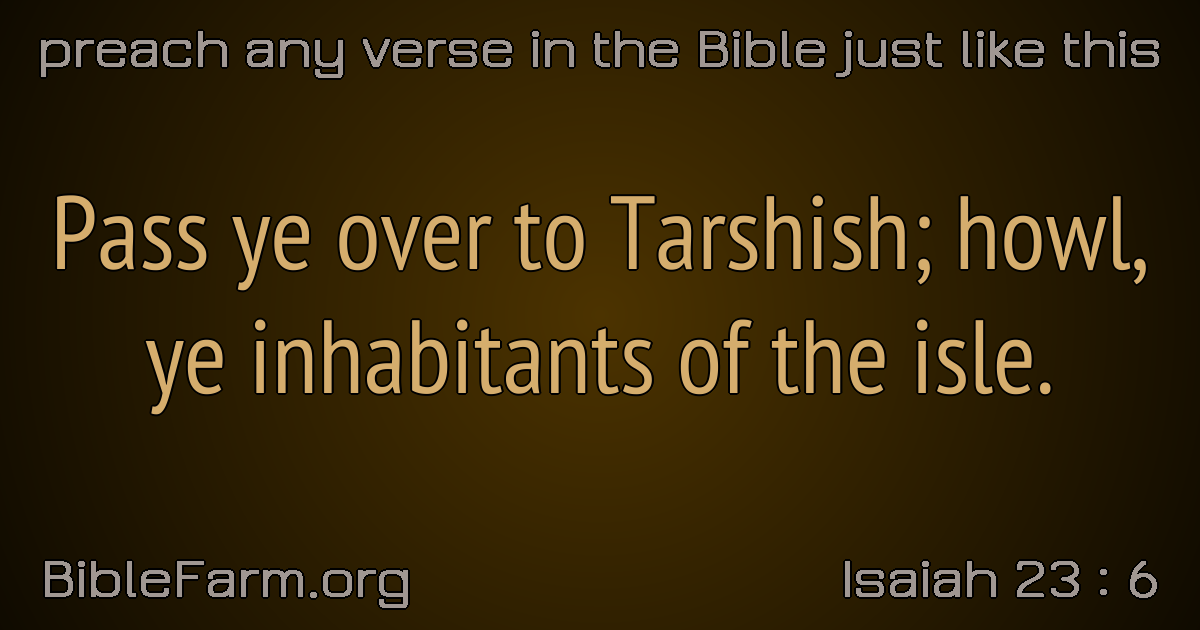 preach any verse in the Bible just like this
Pass ye over to Tarshish; howl,
ye inhabitants of the isle.
BibleFarm.org
Isaiah 23 : 6